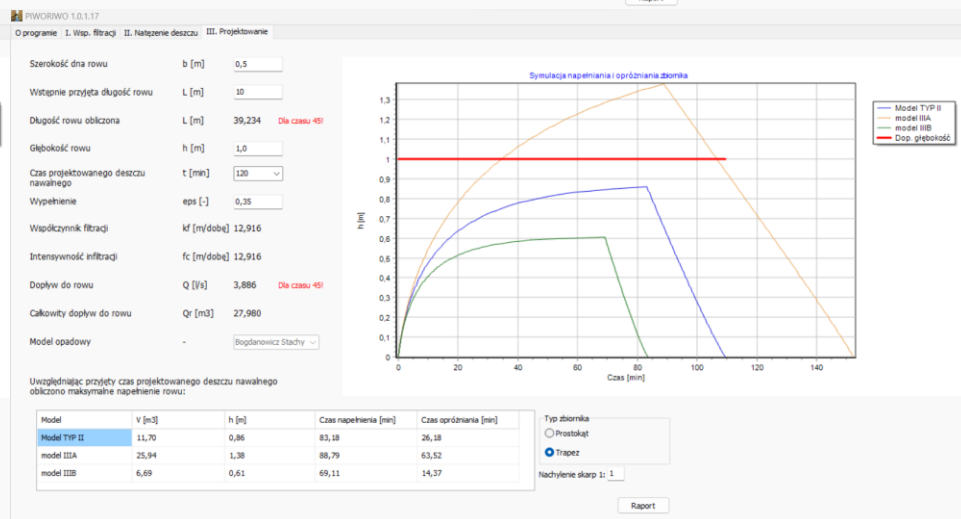 PIWORIWO 1.0.1.17
O programie I. Wsp. filtracji II. Natężenie deszczu III. Projektowanie
Szerokość dna rowu b [m] 0,5
Wstępnie przyjęta długość rowu L [m] 10
Długość rowu obliczona L [m] 39,234 Dla czasu 45!
Głębokość rowu h [m] 1,0
Czas projektowanego deszczu
nawalnego t [min] 120
Wypełnienie eps [-] 0,35
Współczynnik filtracji kf [m/dobę] 12,916
Intensywność infiltracji fc [m/dobę] 12,916
Dopływ do rowu Q [l/s] 3,886 Dla czasu 45!
Całkowity dopływ do rowu Qr [m3] 27,980
Model opadowy - Bogdanowicz Stachy
Symulacja napełniania i opróżniania zbiornika
1,3
1,2
1,1
1
0,9
0,8
0,7
0,6
0,5
0,4
0,3
0,2
0,1
0
h [m]
0 20 40 60 80 100 120 140
Czas [min]
Model TYP II
model IIIA
model IIIB
Dop. głębokość
Uwzględniając przyjęty czas projektowanego deszczu nawalnego
obliczono maksymalne napełnienie rowu:
Model V [m3] h [m] Czas napełnienia [min] Czas opróżniania [min]
Model TYP II 11,70 0,86 83,18 26,18
model IIIA 25,94 1,38 88,79 63,52
model IIIB 6,69 0,61 69,11 14,37
Typ zbiornika
Prostokąt
Trapez
Nachylenie skarp 1: 1
Raport